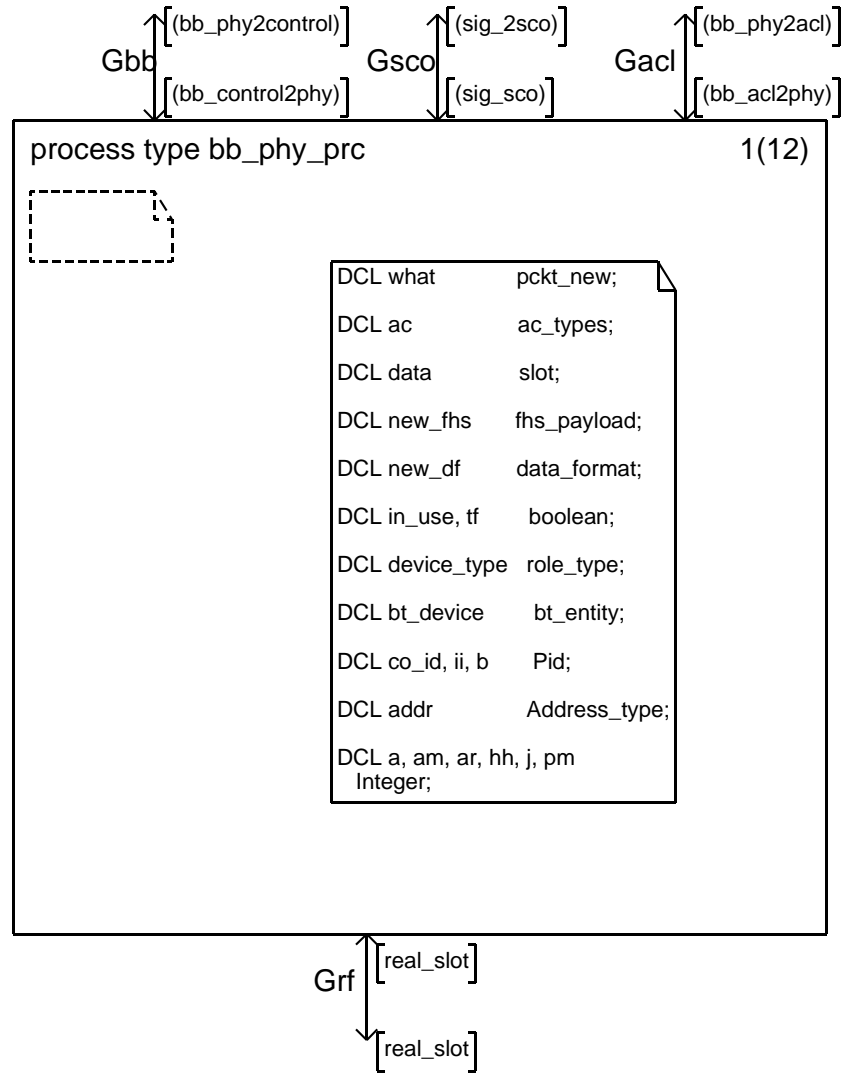 (bb_phy2control) (sig_2sco) (bb_phy2acl)
Gbb Gsco Gacl
(bb_control2phy) (sig_sco) (bb_acl2phy)
process type bb_phy_prc 1(12)
DCL what pckt_new;
DCL ac ac_types;
DCL data slot;
DCL new_fhs fhs_payload;
DCL new_df data_format;
DCL in_use, tf boolean;
DCL device_type role_type;
DCL bt_device bt_entity;
DCL co_id, ii, b Pid;
DCL addr Address_type;
DCL a, am, ar, hh, j, pm
Integer;
real_slot
Grf
real_slot